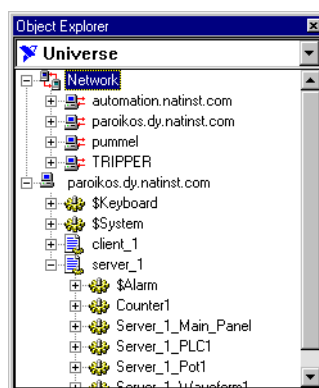 Object Explorer
Universe
Network
automation.natinst.com
paroikos.dy.natinst.com
pummel
TRIPPER
paroikos.dy.natinst.com
$Keyboard
$System
client_1
server_1
$Alarm
Counter1
Server_1_Main_Panel
Server_1_PLC1
Server_1_Pot1